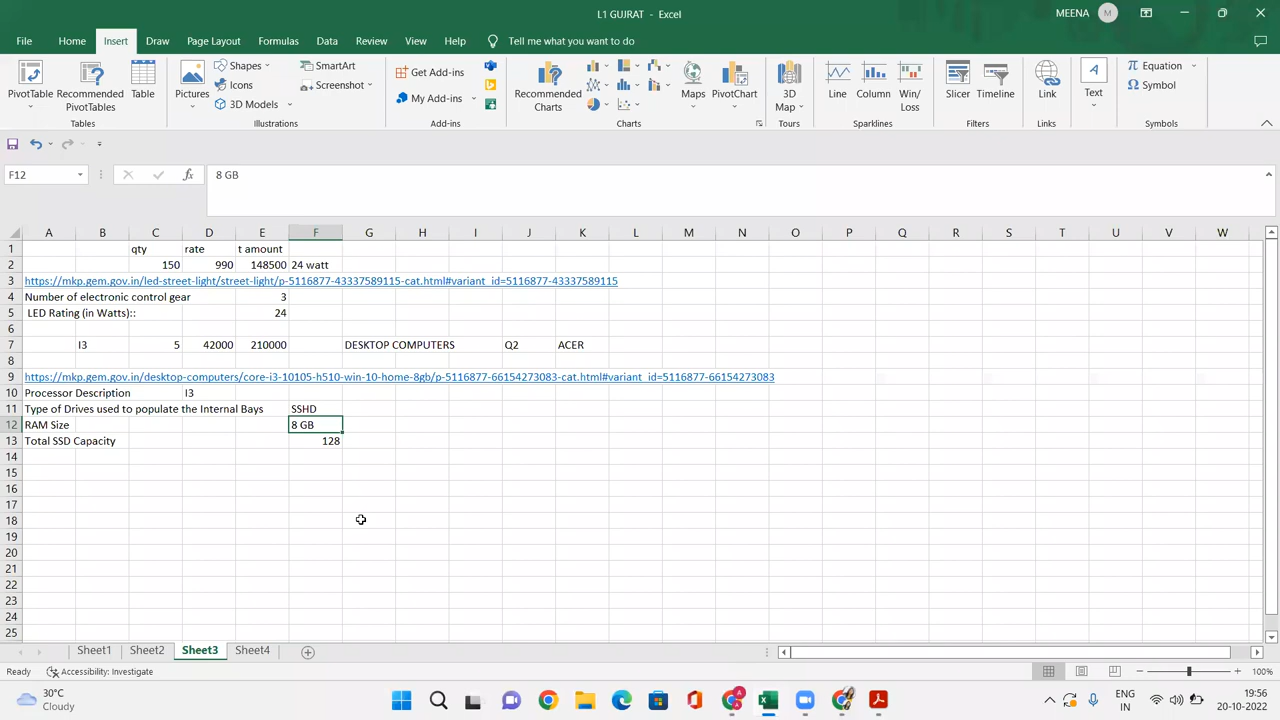 L1 GUJRAT - Excel
MEENA M
File Home Insert Draw Page Layout Formulas Data Review View Help Tell me what you want to do
PivotTable Recommended PivotTables Table Pictures Shapes Icons 3D Models SmartArt Screenshot Get Add-ins My Add-ins Recommended Charts Maps PivotChart 3D Map Line Column Win/Loss Slicer Timeline Link Text Equation Symbol
Tables Illustrations Add-ins Charts Tours Sparklines Filters Links Symbols
F12 fx 8 GB
A B C D E F G H I J K L M N O P Q R S T U V W
1 qty rate t amount
2 150 990 148500 24 watt
3 https://mkp.gem.gov.in/led-street-light/street-light/p-5116877-43337589115-cat.html#variant_id=5116877-43337589115
4 Number of electronic control gear 3
5 LED Rating (in Watts):: 24
6
7 I3 5 42000 210000 DESKTOP COMPUTERS Q2 ACER
8
9 https://mkp.gem.gov.in/desktop-computers/core-i3-10105-h510-win-10-home-8gb/p-5116877-66154273083-cat.html#variant_id=5116877-66154273083
10 Processor Description I3
11 Type of Drives used to populate the Internal Bays SSHD
12 RAM Size 8 GB
13 Total SSD Capacity 128
14
15
16
17
18
19
20
21
22
23
24
25
Sheet1 Sheet2 Sheet3 Sheet4
Ready Accessibility: Investigate 100%
30°C
Cloudy
ENG
IN
19:56
20-10-2022